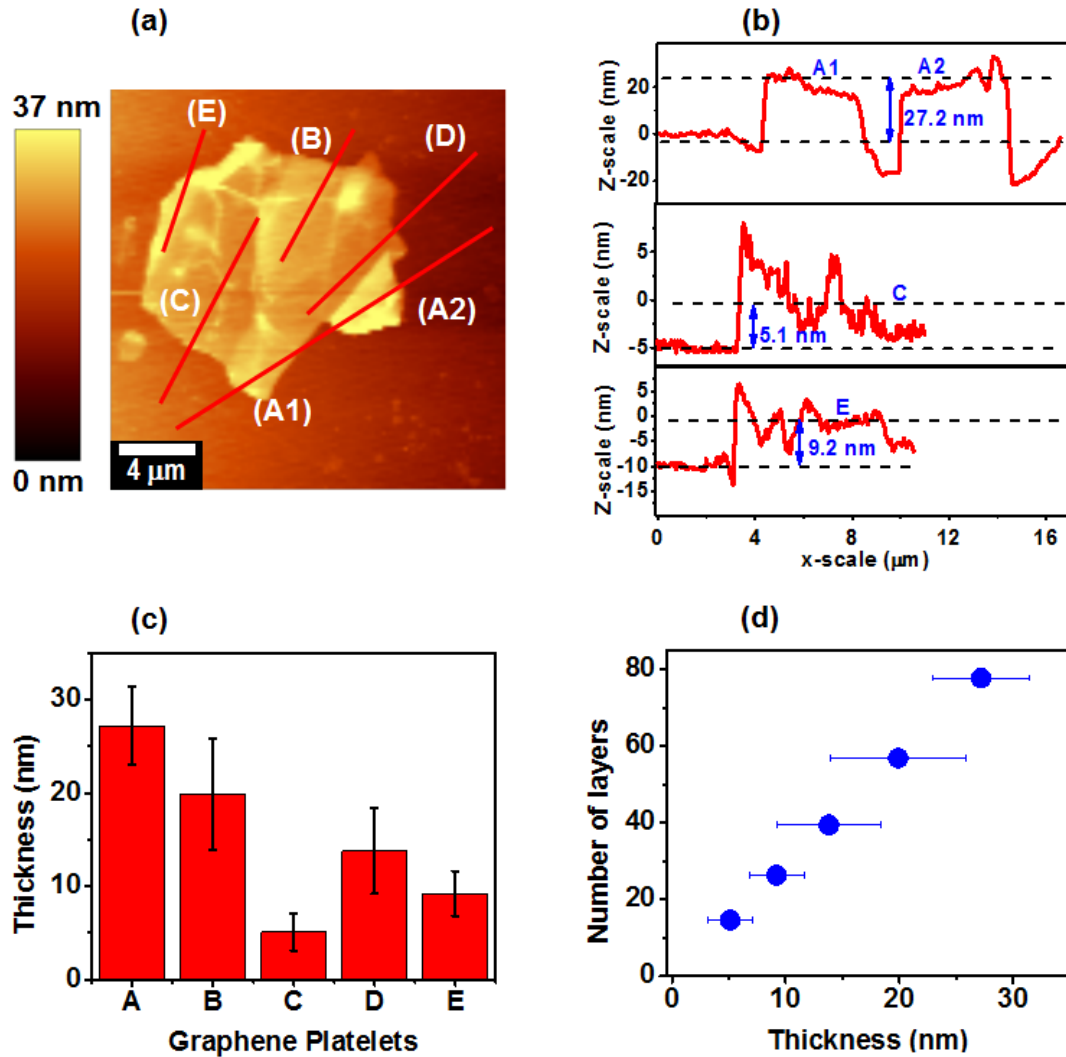 (a)
37 nm
0 nm
(E)
(B)
(D)
(C)
(A2)
(A1)
4 μm
(b)
Z-scale (nm)
20
0
-20
A1
A2
27.2 nm
Z-scale (nm)
5
0
-5
C
5.1 nm
Z-scale (nm)
5
0
-5
-10
-15
E
9.2 nm
0
4
8
12
16
x-scale (μm)
(c)
Thickness (nm)
30
20
10
0
A
B
C
D
E
Graphene Platelets
(d)
Number of layers
80
60
40
20
0
0
10
20
30
Thickness (nm)